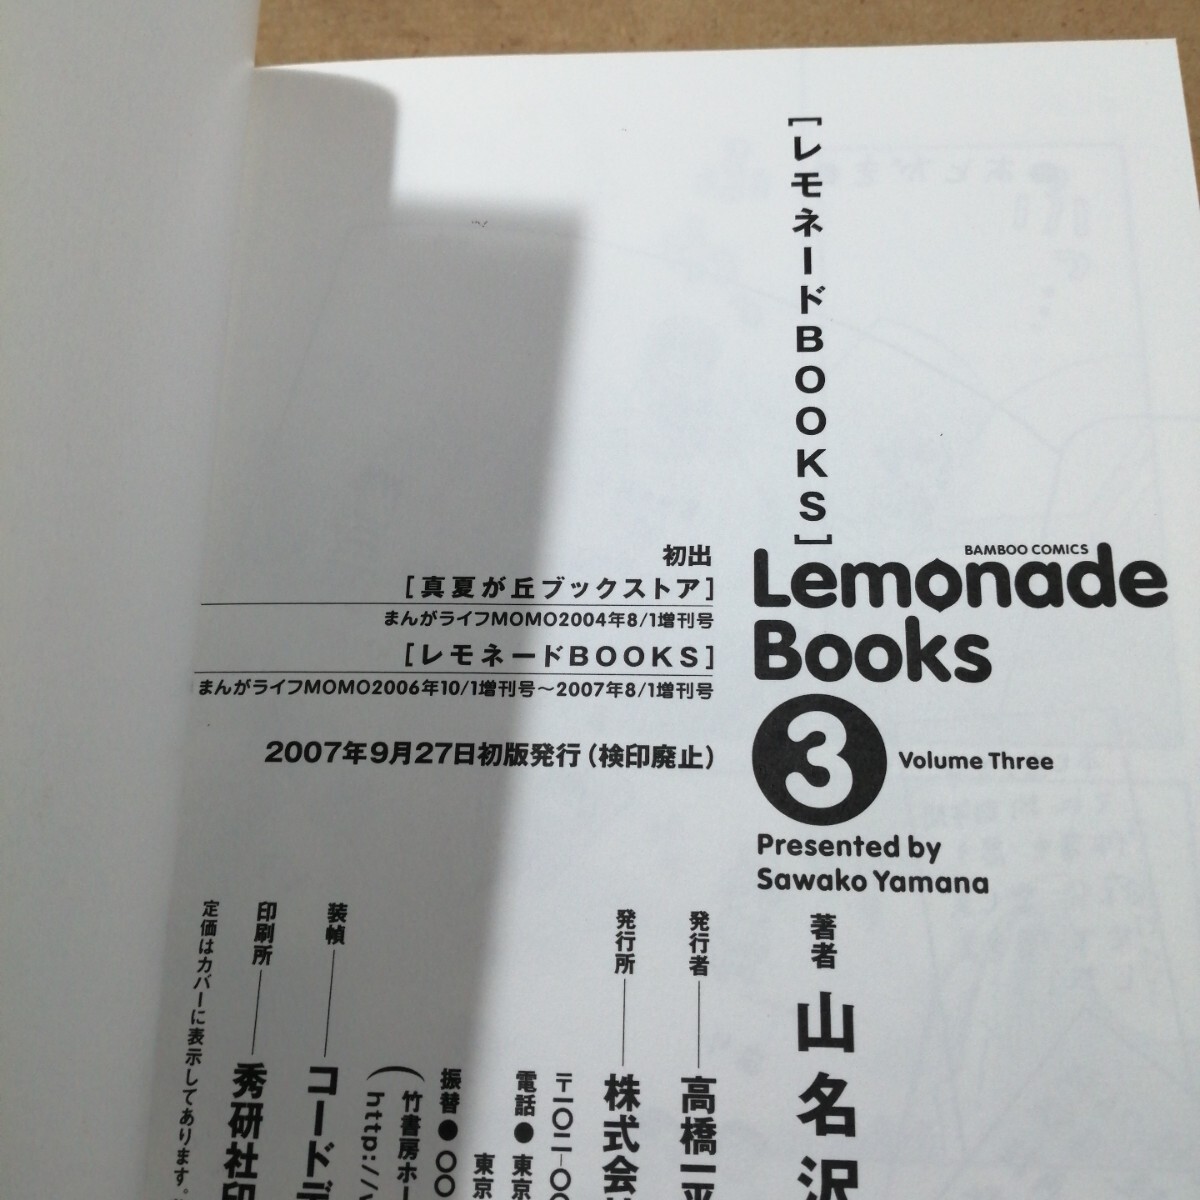 [レモネードBOOKS]
BAMBOO COMICS
Lemonade
Books
3
Volume Three
Presented by
Sawako Yamana
初出
[真夏が丘ブックストア]
まんがライフMOMO2004年8/1増刊号
[レモネードBOOKS]
まんがライフMOMO2006年10/1増刊号〜2007年8/1増刊号
2007年9月27日初版発行(検印廃止)
著者 山名沢
発行者 高橋一平
発行所 株式会
〒一〇二-〇〇
電話●東京
東京
振替●〇〇
(竹書房ホー
http://
装幀 コードデ
印刷所 秀研社印
定価はカバーに表示してあります。